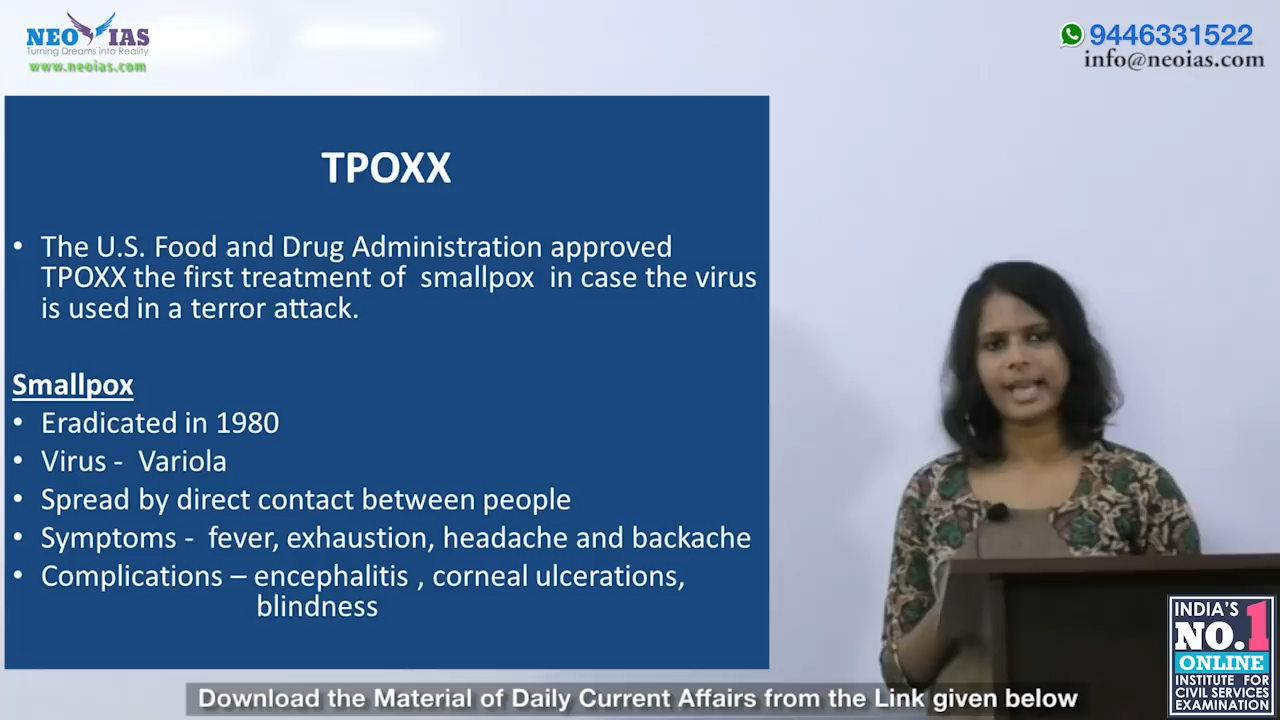 NEO IAS
Turning Dreams into Reality
www.neoias.com
9446331522
info@neoias.com
TPOXX
• The U.S. Food and Drug Administration approved
TPOXX the first treatment of smallpox in case the virus
is used in a terror attack.
Smallpox
• Eradicated in 1980
• Virus - Variola
• Spread by direct contact between people
• Symptoms - fever, exhaustion, headache and backache
• Complications – encephalitis , corneal ulcerations,
blindness
INDIA'S
NO.1
ONLINE
INSTITUTE FOR
CIVIL SERVICES
EXAMINATION
Download the Material of Daily Current Affairs from the Link given below